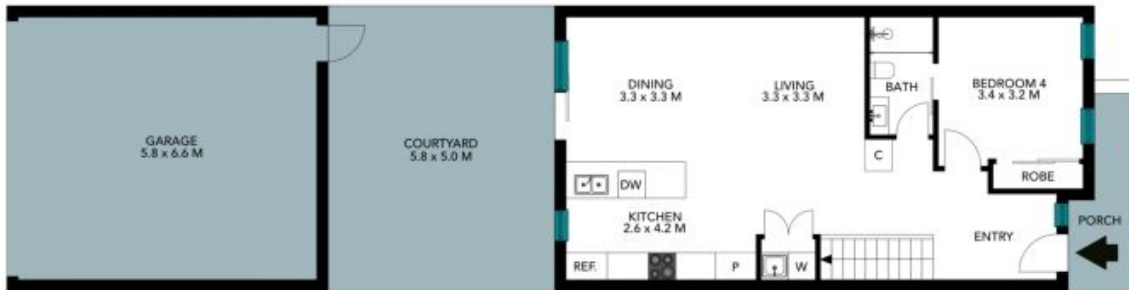 GARAGE
5.8 x 6.6 M
COURTYARD
5.8 x 5.0 M
DINING
3.3 x 3.3 M
LIVING
3.3 x 3.3 M
BATH
BEDROOM 4
3.4 x 3.2 M
C
ROBE
DW
KITCHEN
2.6 x 4.2 M
REF.
P
W
ENTRY
PORCH